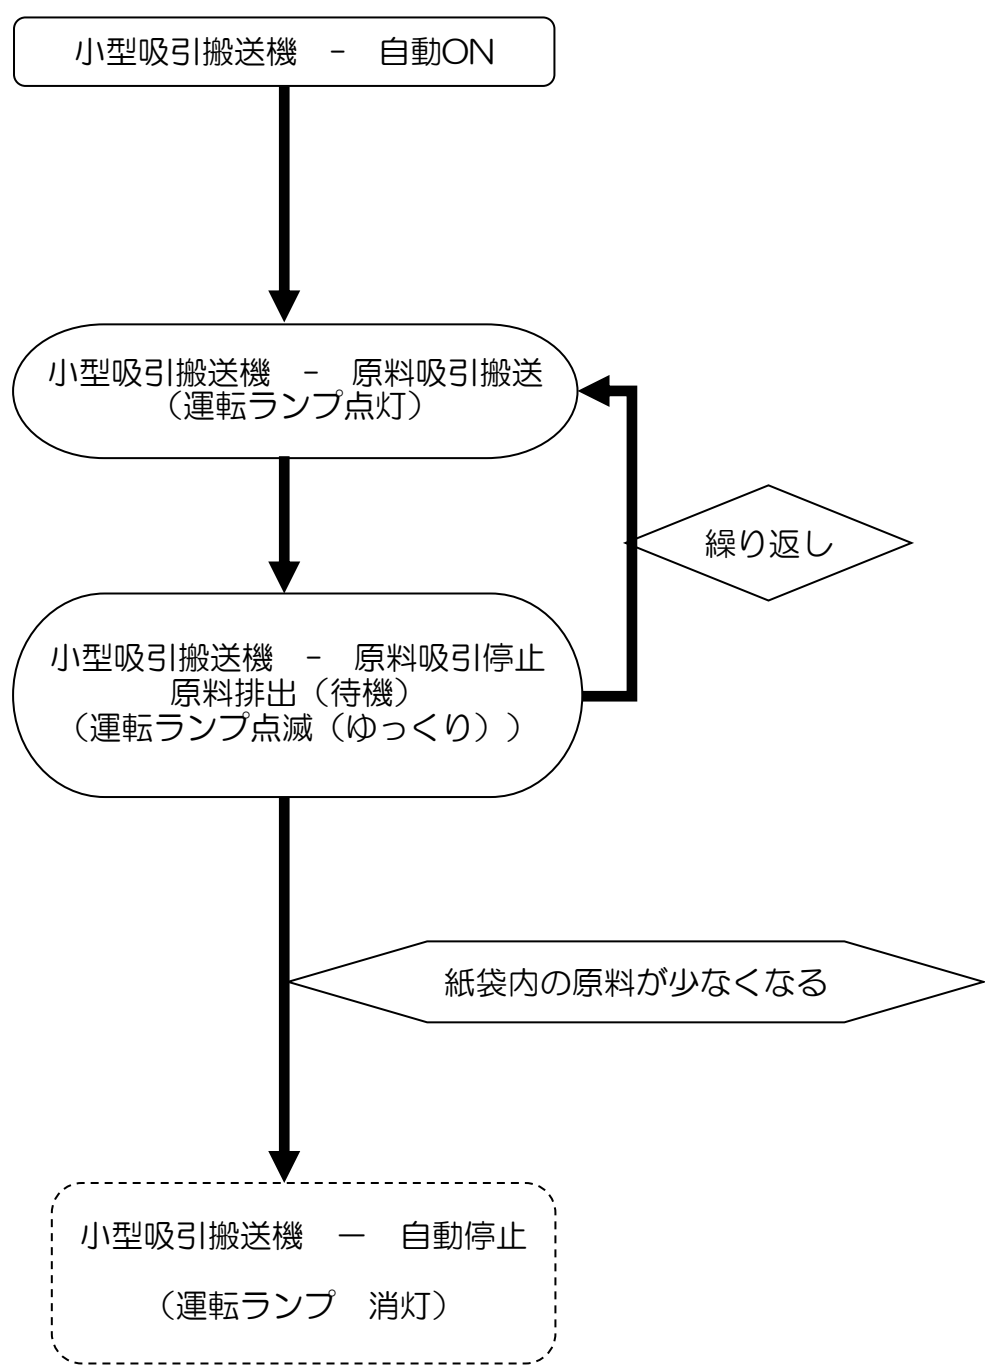 小型吸引搬送機　-　自動ON
小型吸引搬送機　-　原料吸引搬送
（運転ランプ点灯）
繰り返し
小型吸引搬送機　-　原料吸引停止
原料排出（待機）
（運転ランプ点滅（ゆっくり））
紙袋内の原料が少なくなる
小型吸引搬送機　ー　自動停止
（運転ランプ　消灯）